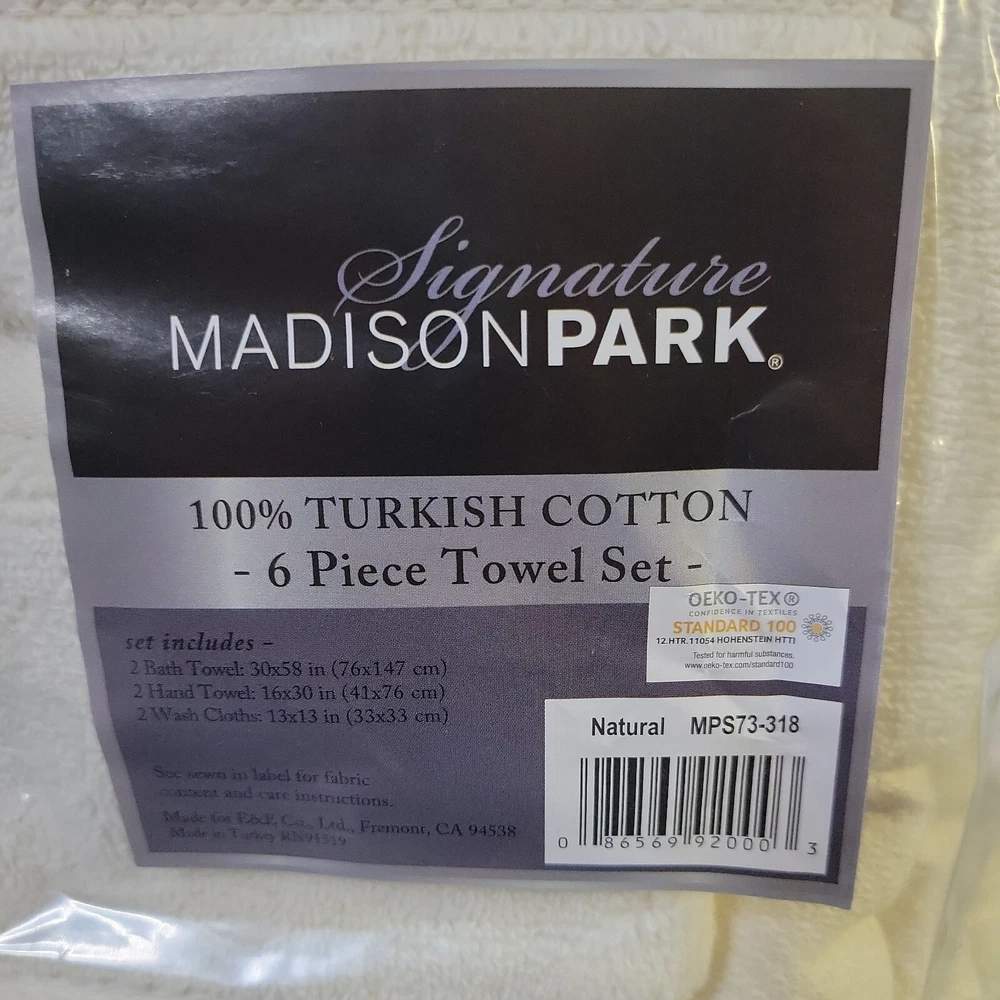 Signature
MADISONPARK®
100% TURKISH COTTON
- 6 Piece Towel Set -
OEKO-TEX®
CONFIDENCE IN TEXTILES
STANDARD 100
12.HTR.11054 HOHENSTEIN HTTI
Tested for harmful substances.
www.oeko-tex.com/standard100
set includes -
2 Bath Towel: 30x58 in (76x147 cm)
2 Hand Towel: 16x30 in (41x76 cm)
2 Wash Cloths: 13x13 in (33x33 cm)
Natural MPS73-318
0 86569 92000 3
See sewn in label for fabric
content and care instructions.
Made for E&E Co., Ltd., Fremont, CA 94538
Made in Turkey